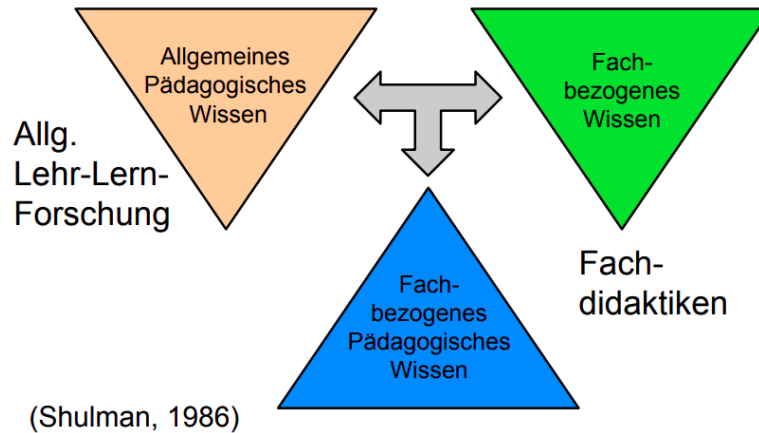 Allgemeines
Pädagogisches
Wissen
Fach-
bezogenes
Wissen
Allg.
Lehr-Lern-
Forschung
Fach-
bezogenes
Pädagogisches
Wissen
Fach-
didaktiken
(Shulman, 1986)